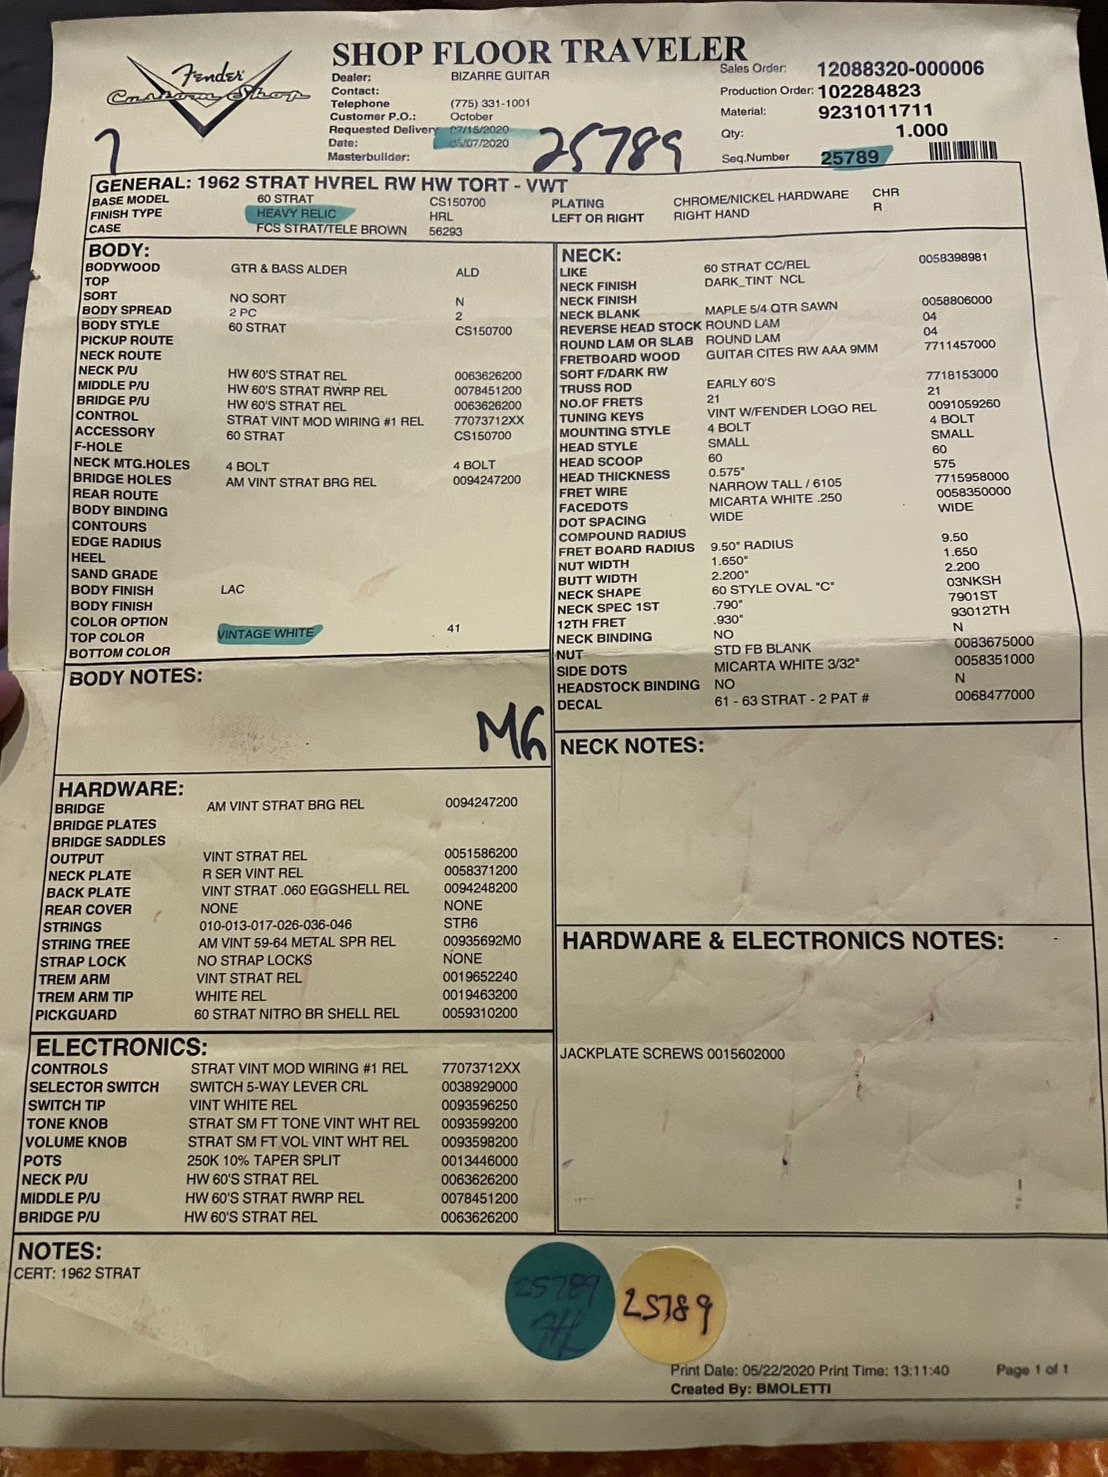 Fender
Custom Shop
SHOP FLOOR TRAVELER
Dealer: BIZARRE GUITAR
Contact:
Telephone (775) 331-1001
Customer P.O.: October
Requested Delivery 07/15/2020
Date: 05/07/2020
Masterbuilder:
Sales Order: 12088320-000006
Production Order: 102284823
Material: 9231011711
Qty: 1.000
Seq.Number 25789
7
25789
GENERAL: 1962 STRAT HVREL RW HW TORT - VWT
BASE MODEL 60 STRAT CS150700
FINISH TYPE HEAVY RELIC HRL
CASE FCS STRAT/TELE BROWN 56293
PLATING CHROME/NICKEL HARDWARE CHR
LEFT OR RIGHT RIGHT HAND R
BODY:
BODYWOOD GTR & BASS ALDER ALD
TOP
SORT NO SORT N
BODY SPREAD 2 PC 2
BODY STYLE 60 STRAT CS150700
PICKUP ROUTE
NECK ROUTE
NECK P/U HW 60'S STRAT REL 0063626200
MIDDLE P/U HW 60'S STRAT RWRP REL 0078451200
BRIDGE P/U HW 60'S STRAT REL 0063626200
CONTROL STRAT VINT MOD WIRING #1 REL 77073712XX
ACCESSORY 60 STRAT CS150700
F-HOLE
NECK MTG.HOLES 4 BOLT 4 BOLT
BRIDGE HOLES AM VINT STRAT BRG REL 0094247200
REAR ROUTE
BODY BINDING
CONTOURS
EDGE RADIUS
HEEL
SAND GRADE
BODY FINISH LAC
BODY FINISH
COLOR OPTION
TOP COLOR VINTAGE WHITE 41
BOTTOM COLOR
NECK:
LIKE 60 STRAT CC/REL 0058398981
NECK FINISH DARK_TINT NCL
NECK FINISH
NECK BLANK MAPLE 5/4 QTR SAWN 0058806000
REVERSE HEAD STOCK ROUND LAM 04
ROUND LAM OR SLAB ROUND LAM 04
FRETBOARD WOOD GUITAR CITES RW AAA 9MM 7711457000
SORT F/DARK RW
TRUSS ROD EARLY 60'S 7718153000
NO.OF FRETS 21 21
TUNING KEYS VINT W/FENDER LOGO REL 0091059260
MOUNTING STYLE 4 BOLT 4 BOLT
HEAD STYLE SMALL SMALL
HEAD SCOOP 60 60
HEAD THICKNESS 0.575" 575
FRET WIRE NARROW TALL / 6105 7715958000
FACEDOTS MICARTA WHITE .250 0058350000
DOT SPACING WIDE WIDE
COMPOUND RADIUS
FRET BOARD RADIUS 9.50" RADIUS 9.50
NUT WIDTH 1.650" 1.650
BUTT WIDTH 2.200" 2.200
NECK SHAPE 60 STYLE OVAL "C" 03NKSH
NECK SPEC 1ST .790" 7901ST
12TH FRET .930" 93012TH
NECK BINDING NO N
NUT STD FB BLANK 0083675000
SIDE DOTS MICARTA WHITE 3/32" 0058351000
HEADSTOCK BINDING NO N
DECAL 61 - 63 STRAT - 2 PAT # 0068477000
BODY NOTES:
MG
NECK NOTES:
HARDWARE:
BRIDGE AM VINT STRAT BRG REL 0094247200
BRIDGE PLATES
BRIDGE SADDLES
OUTPUT VINT STRAT REL 0051586200
NECK PLATE R SER VINT REL 0058371200
BACK PLATE VINT STRAT .060 EGGSHELL REL 0094248200
REAR COVER NONE NONE
STRINGS 010-013-017-026-036-046 STR6
STRING TREE AM VINT 59-64 METAL SPR REL 00935692M0
STRAP LOCK NO STRAP LOCKS NONE
TREM ARM VINT STRAT REL 0019652240
TREM ARM TIP WHITE REL 0019463200
PICKGUARD 60 STRAT NITRO BR SHELL REL 0059310200
HARDWARE & ELECTRONICS NOTES:
JACKPLATE SCREWS 0015602000
ELECTRONICS:
CONTROLS STRAT VINT MOD WIRING #1 REL 77073712XX
SELECTOR SWITCH SWITCH 5-WAY LEVER CRL 0038929000
SWITCH TIP VINT WHITE REL 0093596250
TONE KNOB STRAT SM FT TONE VINT WHT REL 0093599200
VOLUME KNOB STRAT SM FT VOL VINT WHT REL 0093598200
POTS 250K 10% TAPER SPLIT 0013446000
NECK P/U HW 60'S STRAT REL 0063626200
MIDDLE P/U HW 60'S STRAT RWRP REL 0078451200
BRIDGE P/U HW 60'S STRAT REL 0063626200
NOTES:
CERT: 1962 STRAT
25789
25789
Print Date: 05/22/2020 Print Time: 13:11:40 Page 1 of 1
Created By: BMOLETTI